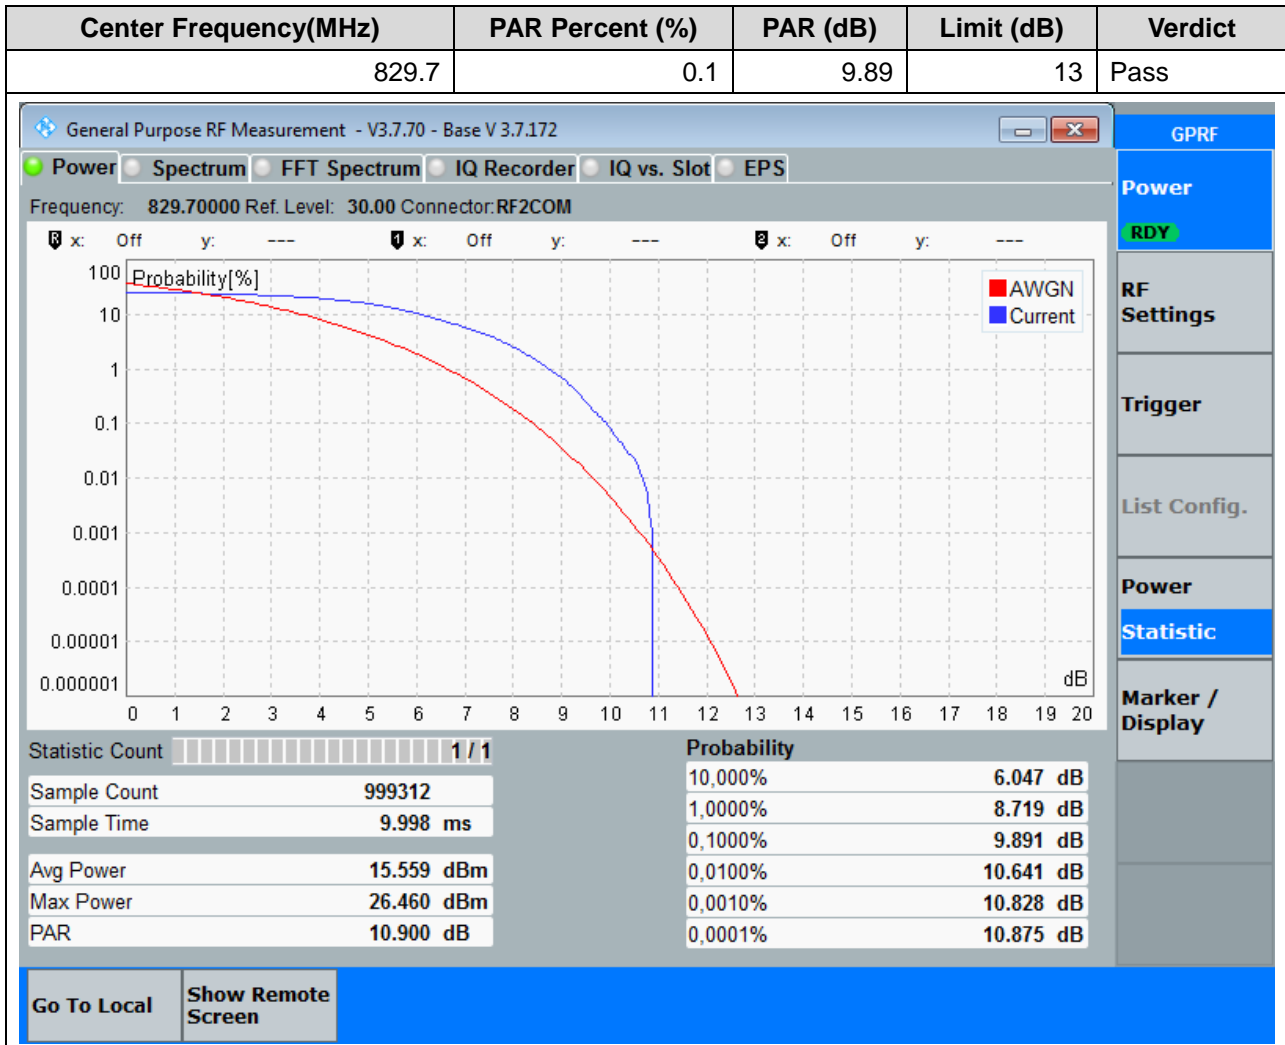 Center Frequency(MHz) PAR Percent (%) PAR (dB) Limit (dB) Verdict
829.7 0.1 9.89 13 Pass
General Purpose RF Measurement - V3.7.70 - Base V 3.7.172
GPRF
Power Spectrum FFT Spectrum IQ Recorder IQ vs. Slot EPS
Power
RDY
Frequency: 829.70000 Ref. Level: 30.00 Connector: RF2COM
R x: Off y: --- 1 x: Off y: --- 2 x: Off y: ---
Probability[%]
AWGN
Current
100
10
1
0.1
0.01
0.001
0.0001
0.00001
0.000001
dB
0 1 2 3 4 5 6 7 8 9 10 11 12 13 14 15 16 17 18 19 20
RF
Settings
Trigger
List Config.
Power
Statistic
Marker /
Display
Statistic Count 1 / 1
Sample Count 999312
Sample Time 9.998 ms
Avg Power 15.559 dBm
Max Power 26.460 dBm
PAR 10.900 dB
Probability
10,000% 6.047 dB
1,0000% 8.719 dB
0,1000% 9.891 dB
0,0100% 10.641 dB
0,0010% 10.828 dB
0,0001% 10.875 dB
Go To Local
Show Remote
Screen